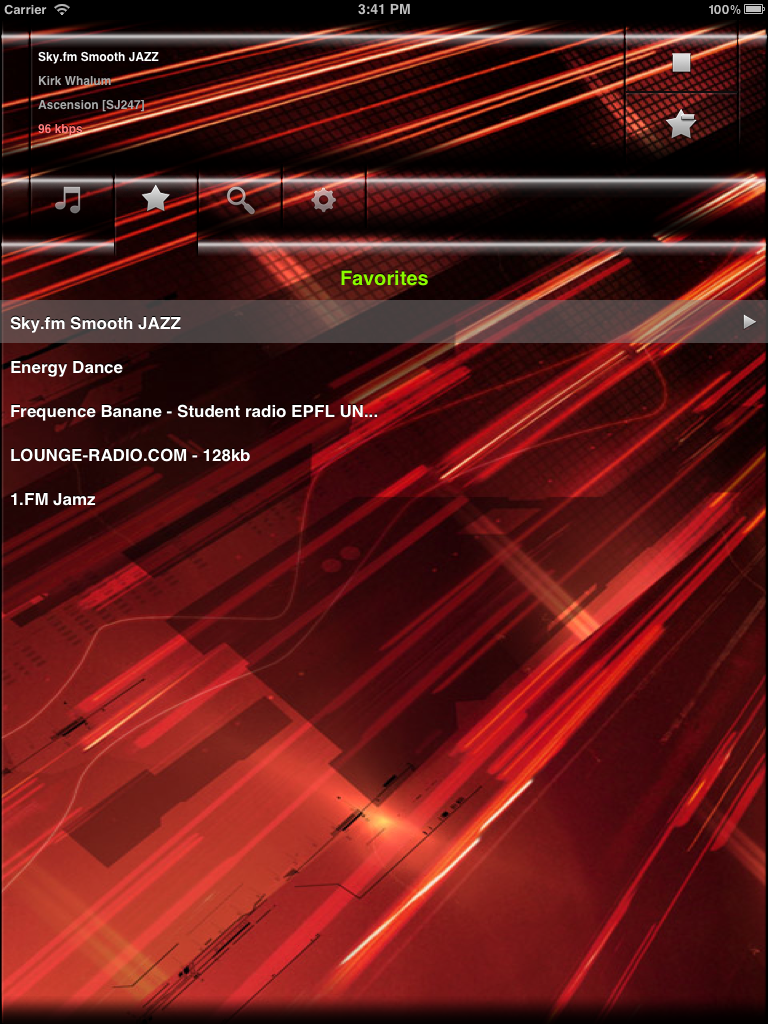 Carrier 3:41 PM 100%
Sky.fm Smooth JAZZ
Kirk Whalum
Ascension [SJ247]
96 kbps
Favorites
Sky.fm Smooth JAZZ
Energy Dance
Frequence Banane - Student radio EPFL UN...
LOUNGE-RADIO.COM - 128kb
1.FM Jamz